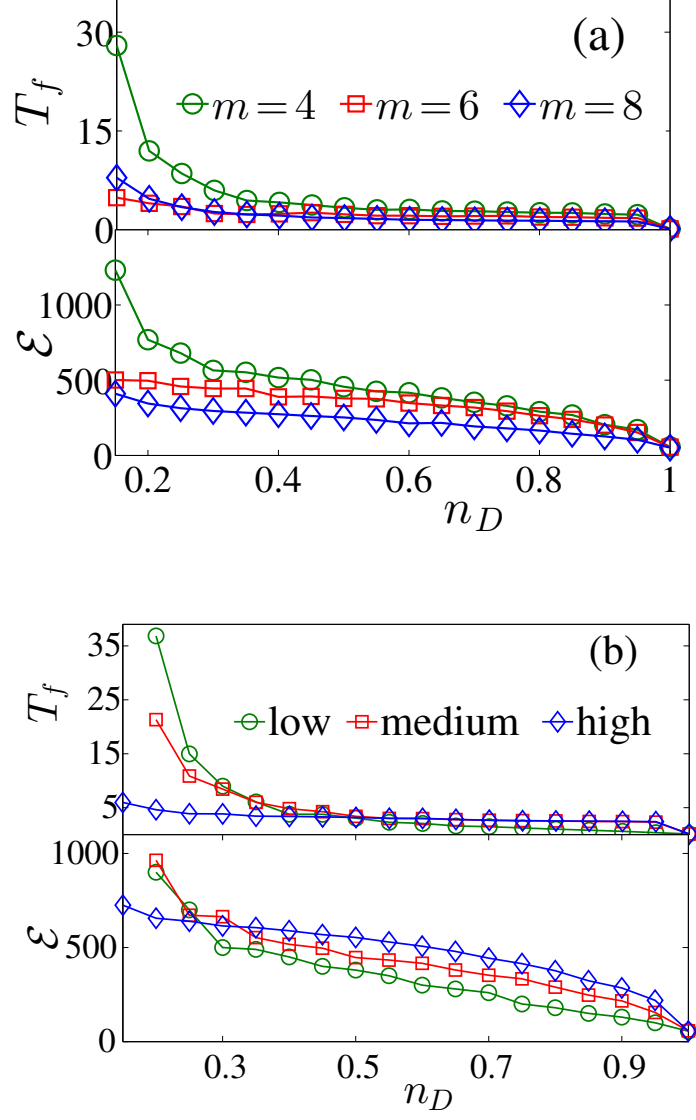 (a)
T_f
15
0
m = 4 m = 6 m = 8
ℰ
1000
500
0
0.2 0.4 0.6 0.8 1
n_D
(b)
T_f
35
25
15
5
low medium high
ℰ
1000
500
0
0.3 0.5 0.7 0.9
n_D